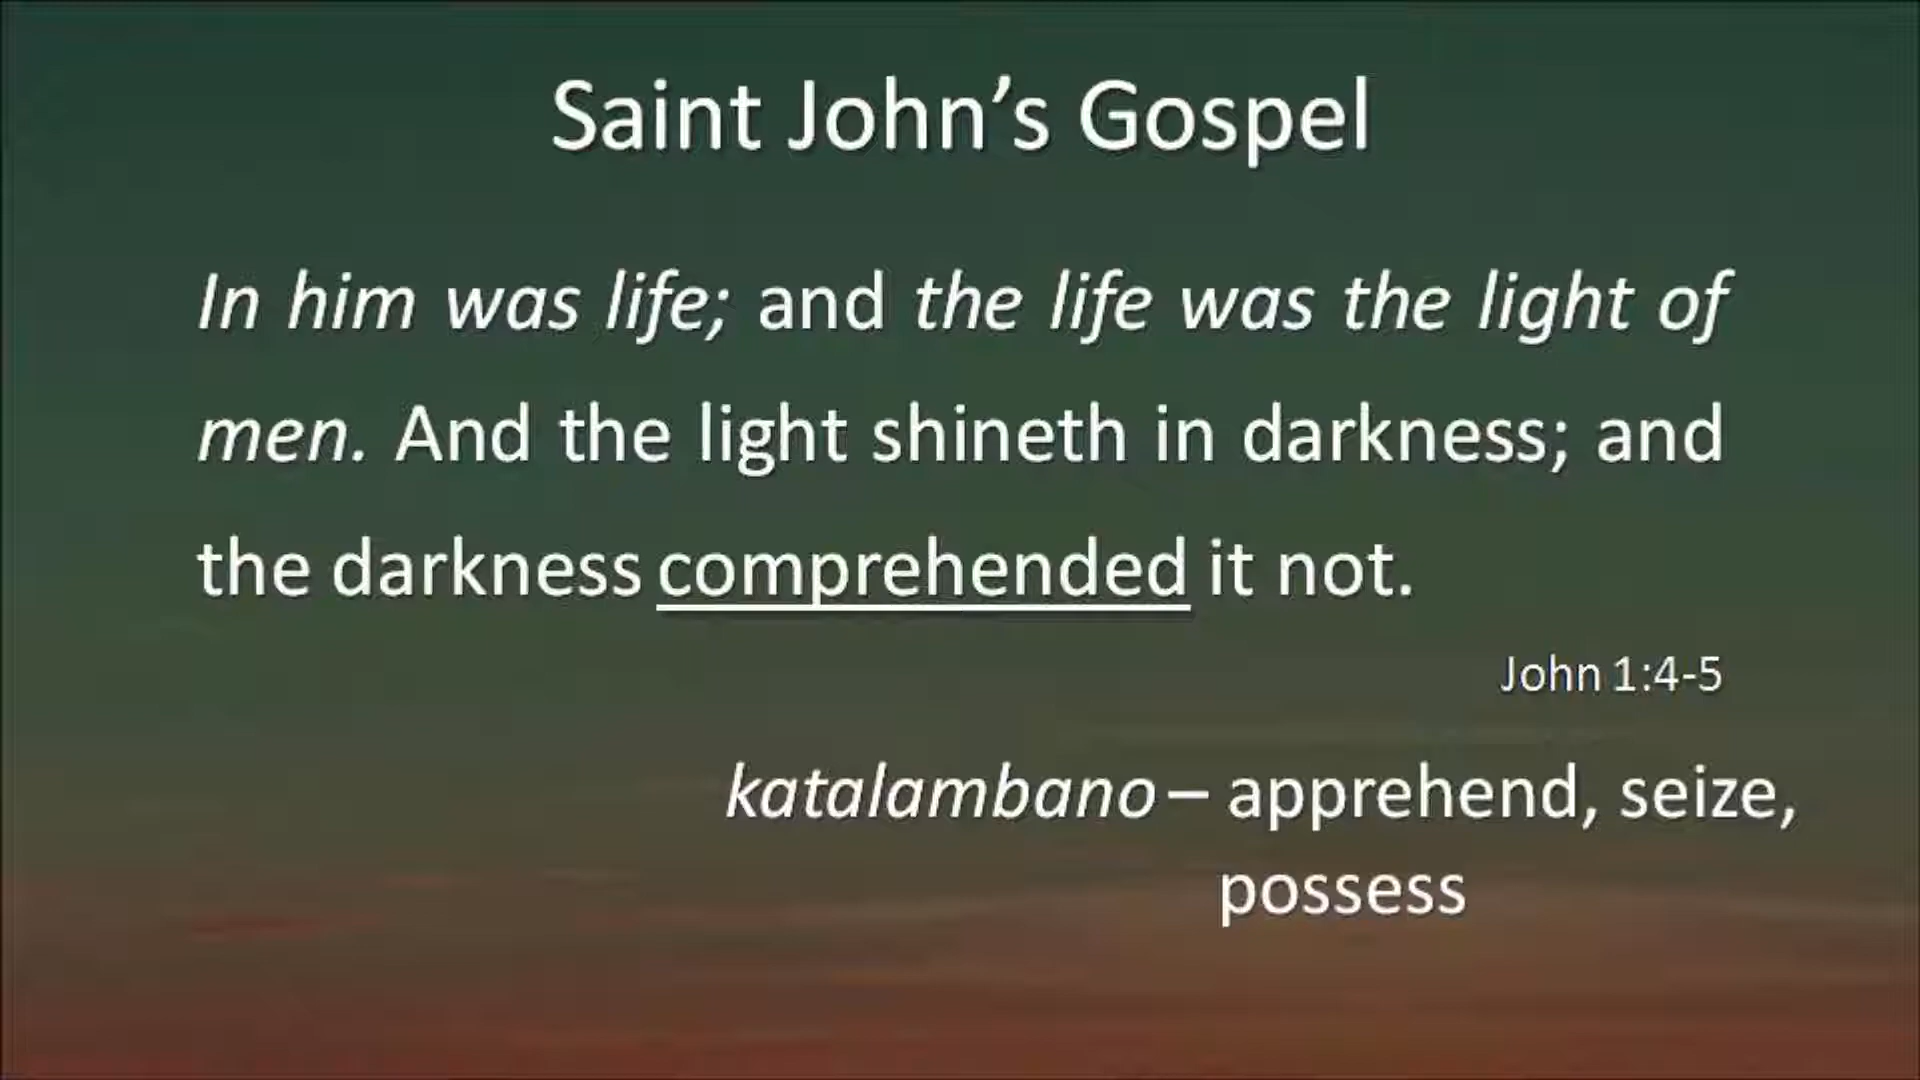 Saint John’s Gospel
In him was life; and the life was the light of
men. And the light shineth in darkness; and
the darkness comprehended it not.
John 1:4-5
katalambano – apprehend, seize,
possess